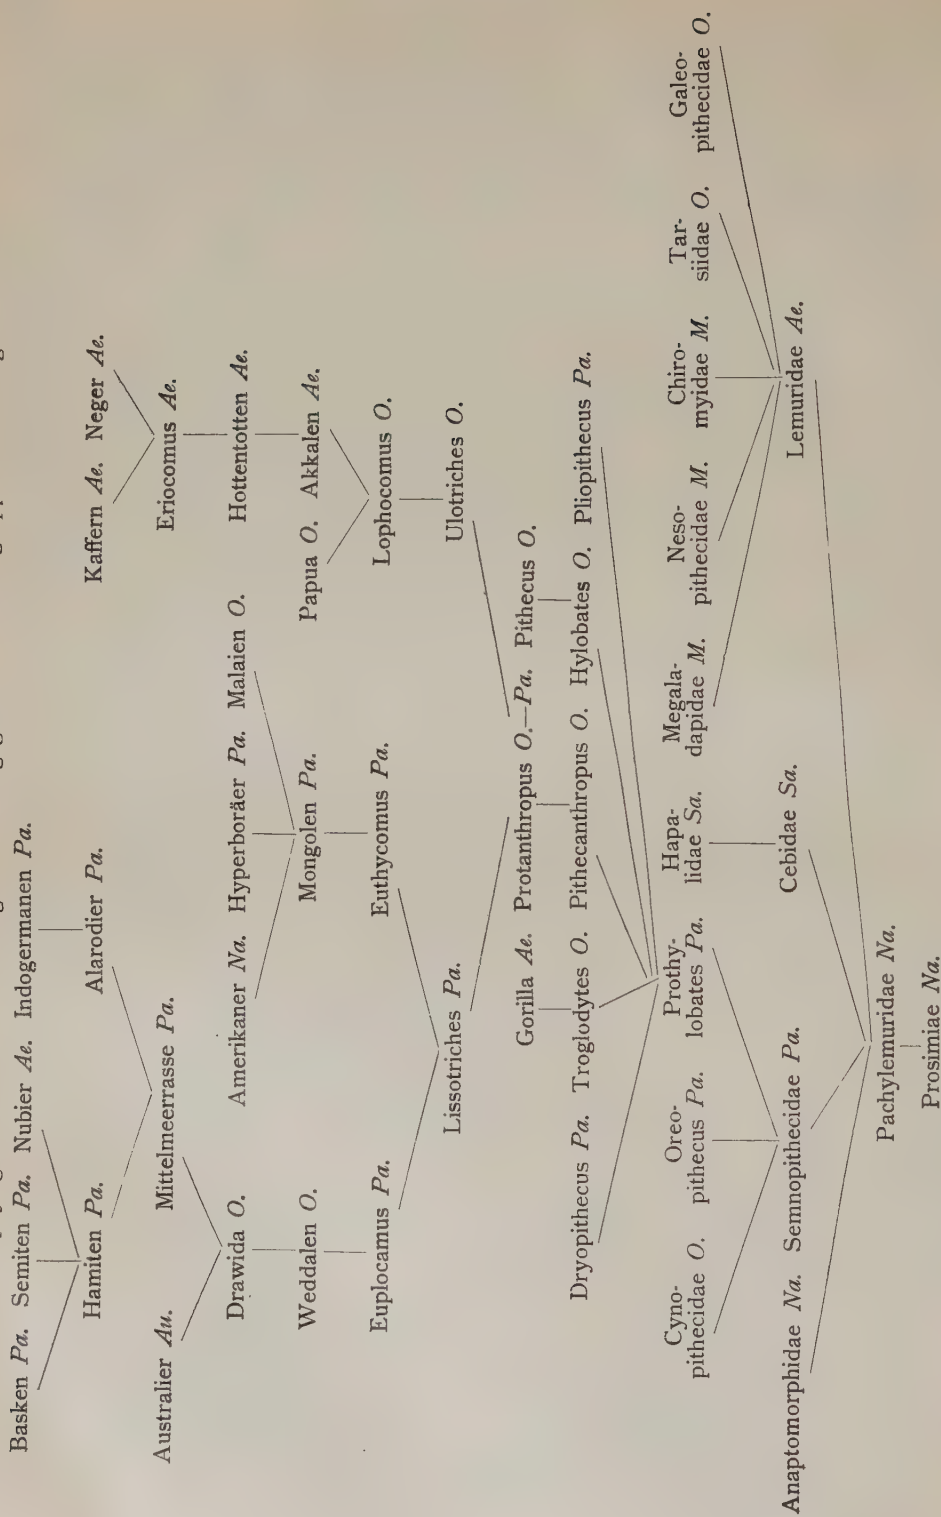 Basken Pa. Semiten Pa. Nubier Ae. Indogermanen Pa.
Hamiten Pa. Alarodier Pa. Kaffern Ae. Neger Ae.
Australier Au. Mittelmeerrasse Pa. Eriocomus Ae.
Drawida O. Amerikaner Na. Hyperboräer Pa. Malaien O. Hottentotten Ae.
Weddalen O. Mongolen Pa. Papua O. Akkalen Ae.
Euplocamus Pa. Euthycomus Pa. Lophocomus O.
Lissotriches Pa. Ulotriches O.
Gorilla Ae. Protanthropus O.—Pa. Pithecus O.
Dryopithecus Pa. Troglodytes O. Pithecanthropus O. Hylobates O. Pliopithecus Pa.
Cyno- Oreo- Prothy- Hapa- Megala- Neso- Chiro- Tar- Galeo-
pithecidae O. pithecus Pa. lobates Pa. lidae Sa. dapidae M. pithecidae M. myidae M. siidae O. pithecidae O.
Anaptomorphidae Na. Semnopithecidae Pa. Cebidae Sa. Lemuridae Ae.
Pachylemuridae Na.
Prosimiae Na.